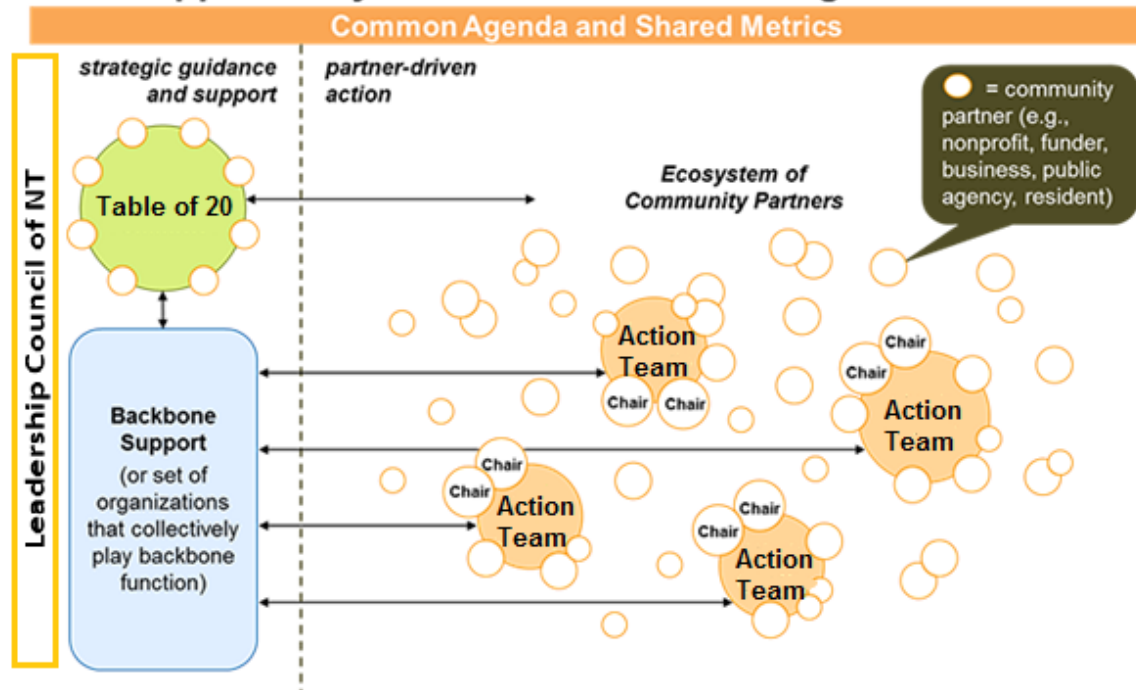 Common Agenda and Shared Metrics
Leadership Council of NT
strategic guidance
and support
partner-driven
action
= community
partner (e.g.,
nonprofit, funder,
business, public
agency, resident)
Table of 20
Ecosystem of
Community Partners
Action
Team
Chair
Chair
Chair
Chair
Action
Team
Backbone
Support
(or set of
organizations
that collectively
play backbone
function)
Chair
Chair
Action
Team
Chair
Chair
Action
Team